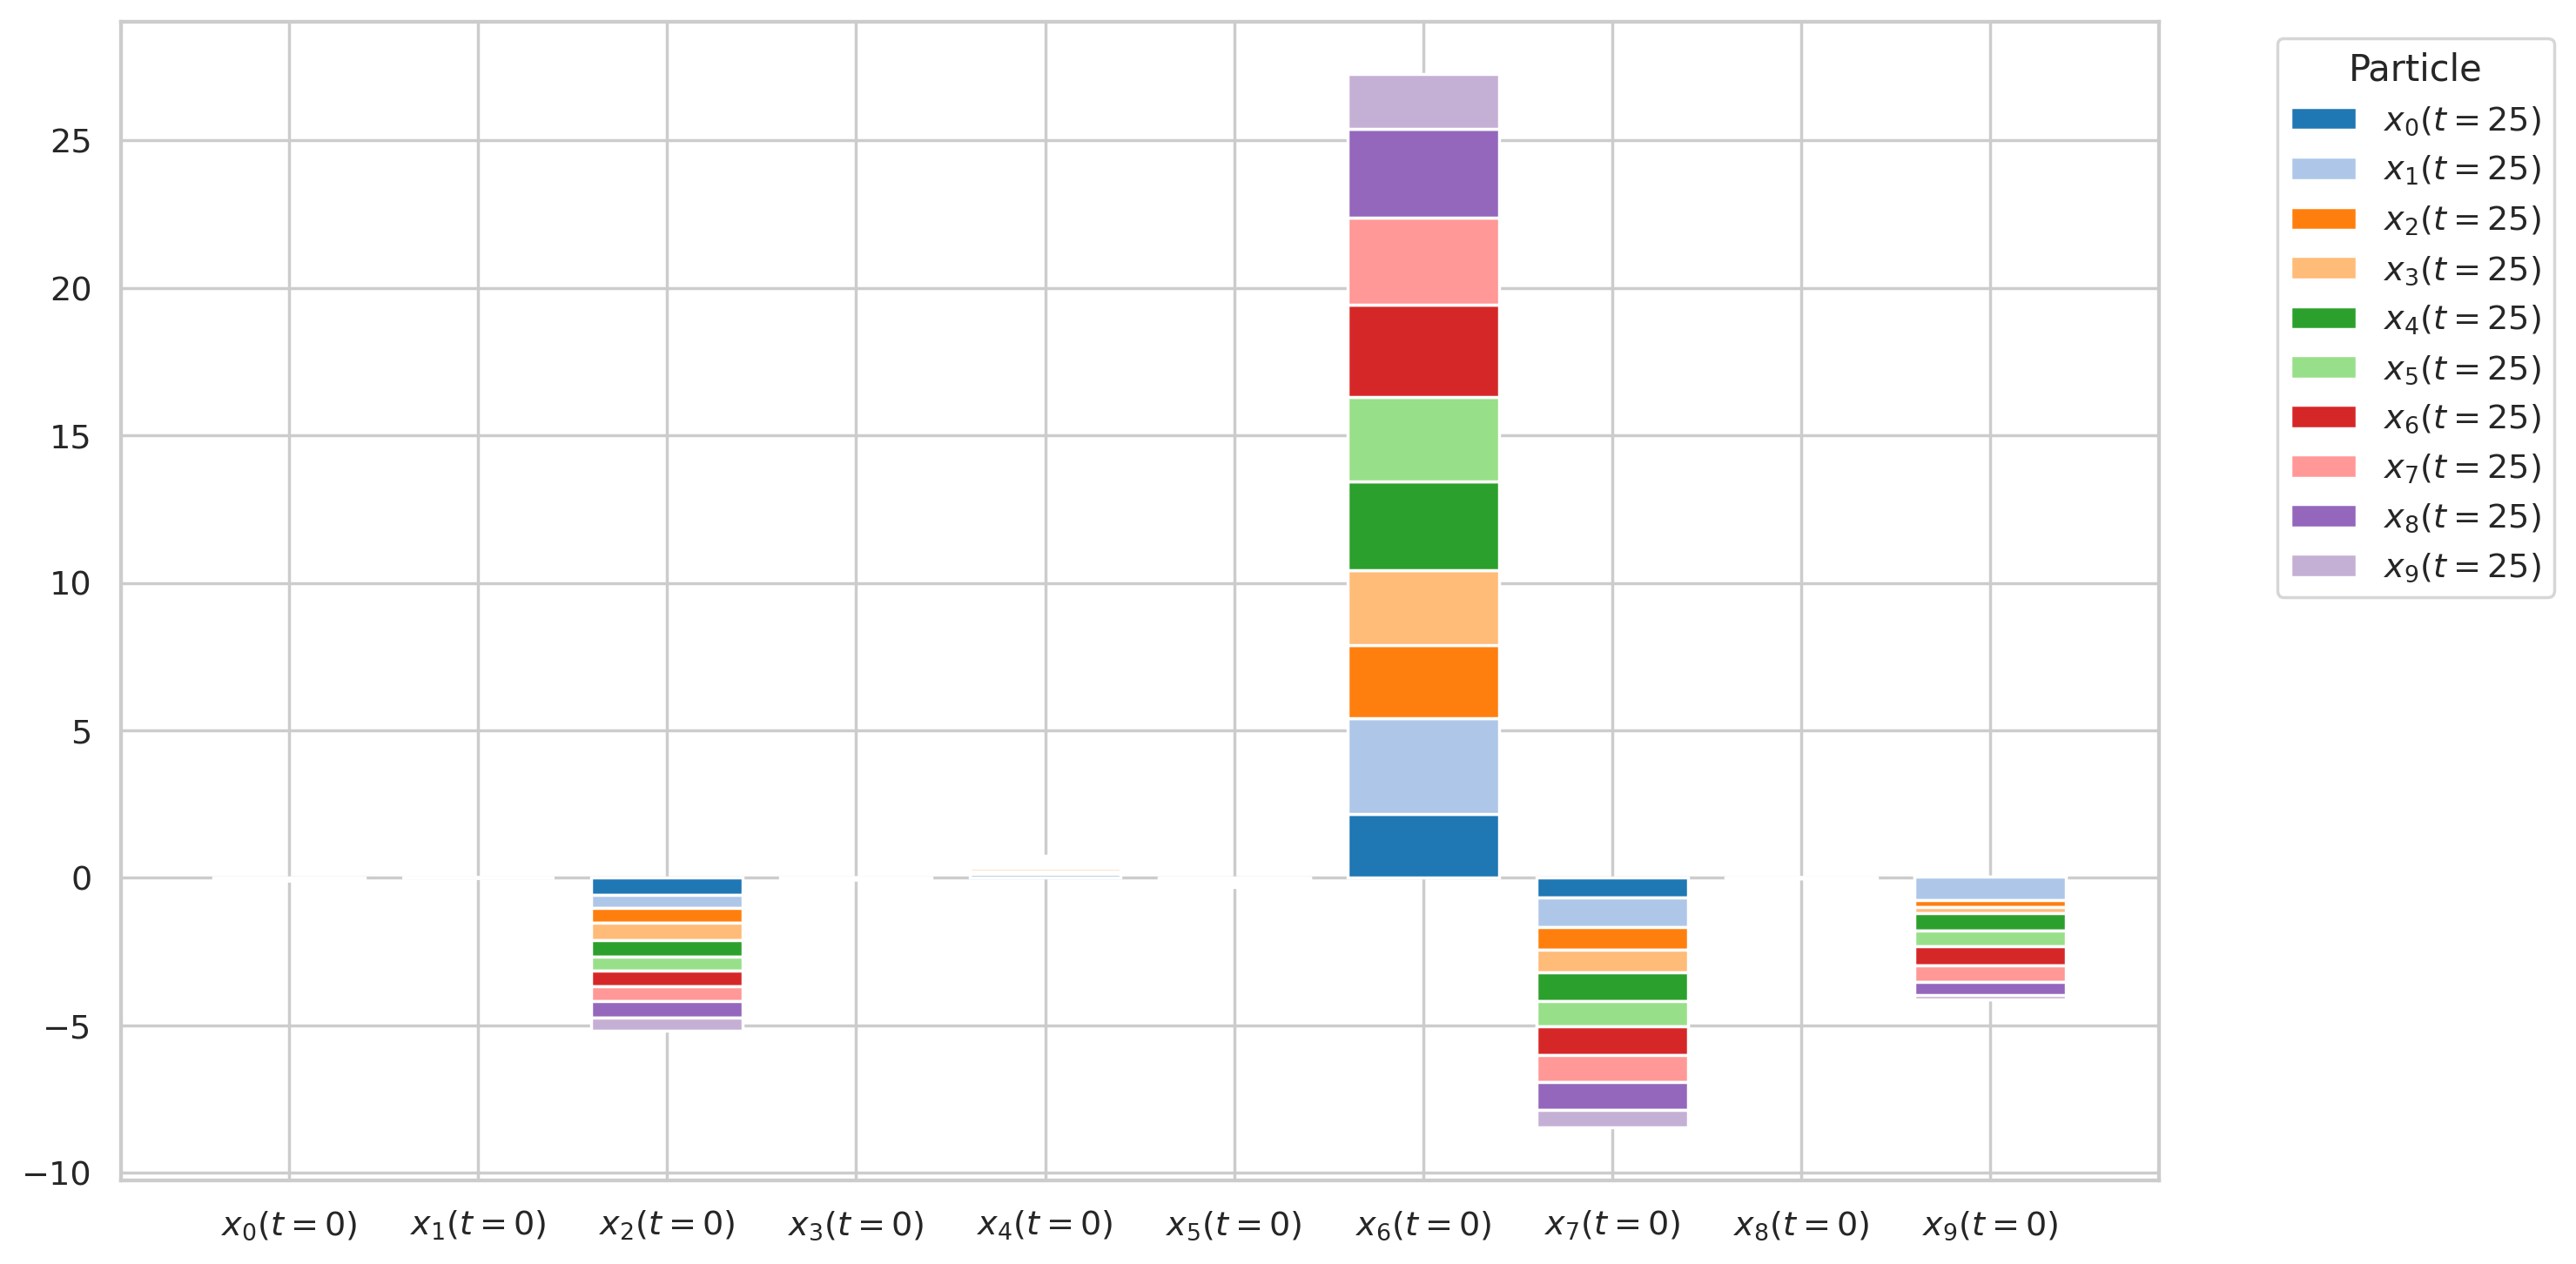 25
20
15
10
5
0
−5
−10
x₀(t = 0) x₁(t = 0) x₂(t = 0) x₃(t = 0) x₄(t = 0) x₅(t = 0) x₆(t = 0) x₇(t = 0) x₈(t = 0) x₉(t = 0)
Particle
x₀(t = 25)
x₁(t = 25)
x₂(t = 25)
x₃(t = 25)
x₄(t = 25)
x₅(t = 25)
x₆(t = 25)
x₇(t = 25)
x₈(t = 25)
x₉(t = 25)